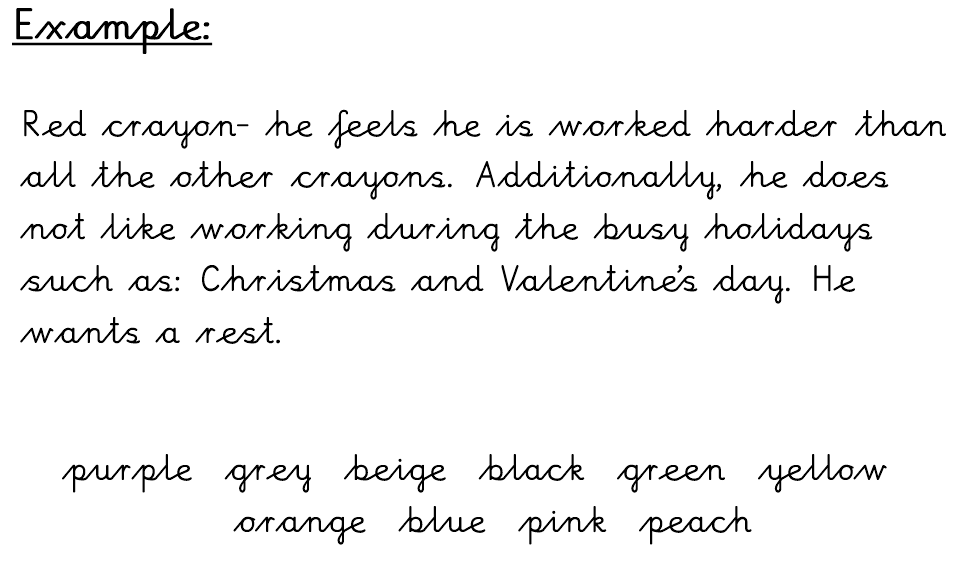 Example:
Red crayon- he feels he is worked harder than
all the other crayons. Additionally, he does
not like working during the busy holidays
such as: Christmas and Valentine's day. He
wants a rest.
purple grey beige black green yellow
orange blue pink peach